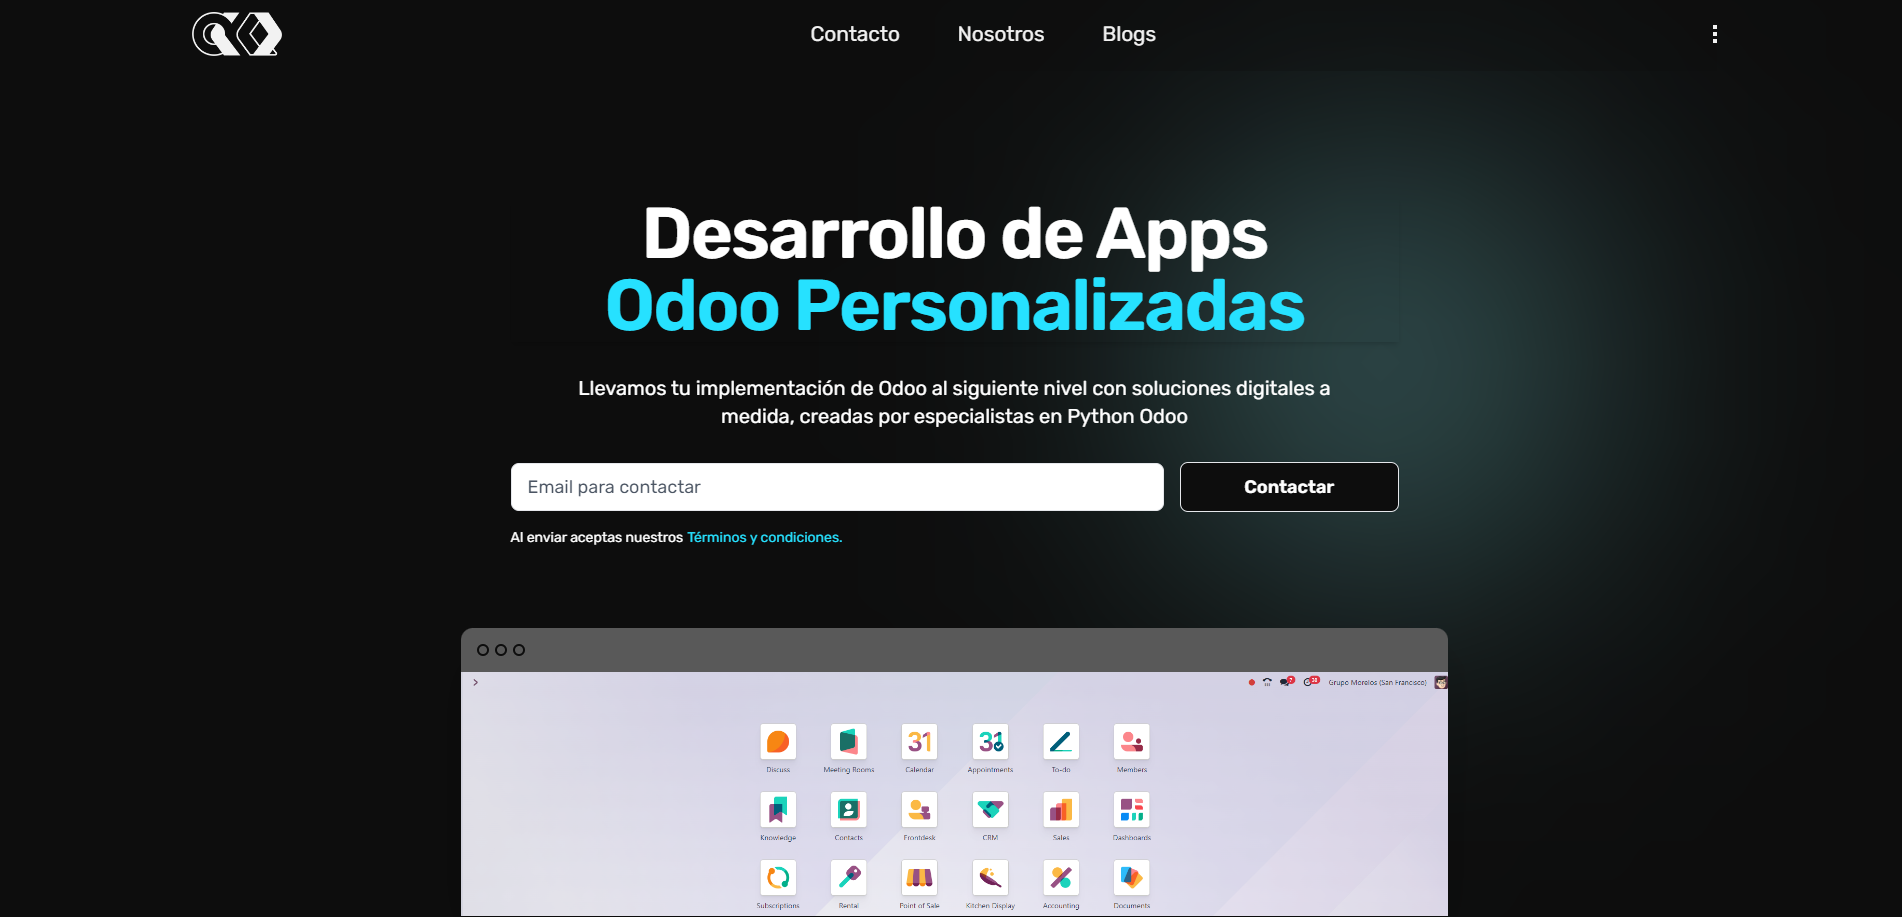 Contacto Nosotros Blogs
Desarrollo de Apps
Odoo Personalizadas
Llevamos tu implementación de Odoo al siguiente nivel con soluciones digitales a
medida, creadas por especialistas en Python Odoo
Email para contactar Contactar
Al enviar aceptas nuestros Términos y condiciones.
Grupo Morelos (San Francisco)
31 31
Discuss Meeting Rooms Calendar Appointments To-do Members
Knowledge Contacts Frontdesk CRM Sales Dashboards
Subscriptions Rental Point of Sale Kitchen Display Accounting Documents